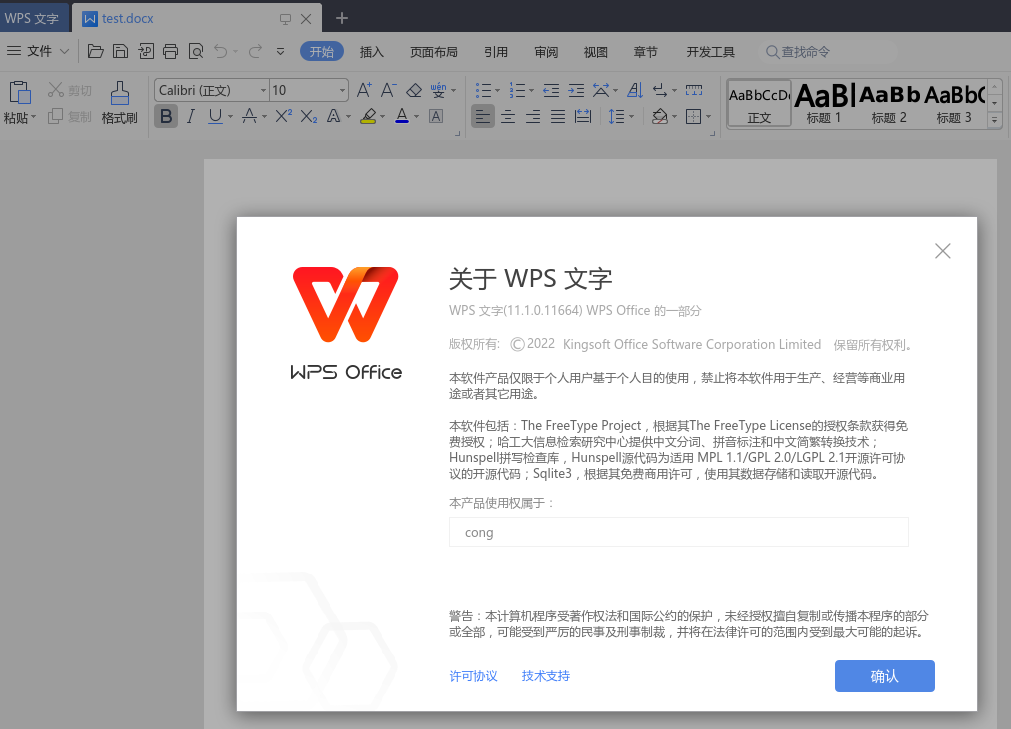 WPS 文字
test.docx
文件
开始 插入 页面布局 引用 审阅 视图 章节 开发工具 查找命令
剪切
粘贴 复制 格式刷
Calibri (正文) 10
wén
变
B I U A X² X₂ A A A
AaBbCcD AaBb AaBb AaBbC
正文 标题 1 标题 2 标题 3
WPS Office
关于 WPS 文字
WPS 文字(11.1.0.11664) WPS Office 的一部分
版权所有: ©2022 Kingsoft Office Software Corporation Limited 保留所有权利。
本软件产品仅限于个人用户基于个人目的使用，禁止将本软件用于生产、经营等商业用
途或者其它用途。
本软件包括：The FreeType Project，根据其The FreeType License的授权条款获得免
费授权；哈工大信息检索研究中心提供中文分词、拼音标注和中文简繁转换技术；
Hunspell拼写检查库，Hunspell源代码为适用 MPL 1.1/GPL 2.0/LGPL 2.1开源许可协
议的开源代码；Sqlite3，根据其免费商用许可，使用其数据存储和读取开源代码。
本产品使用权属于：
cong
警告：本计算机程序受著作权法和国际公约的保护，未经授权擅自复制或传播本程序的部分
或全部，可能受到严厉的民事及刑事制裁，并将在法律许可的范围内受到最大可能的起诉。
许可协议 技术支持 确认